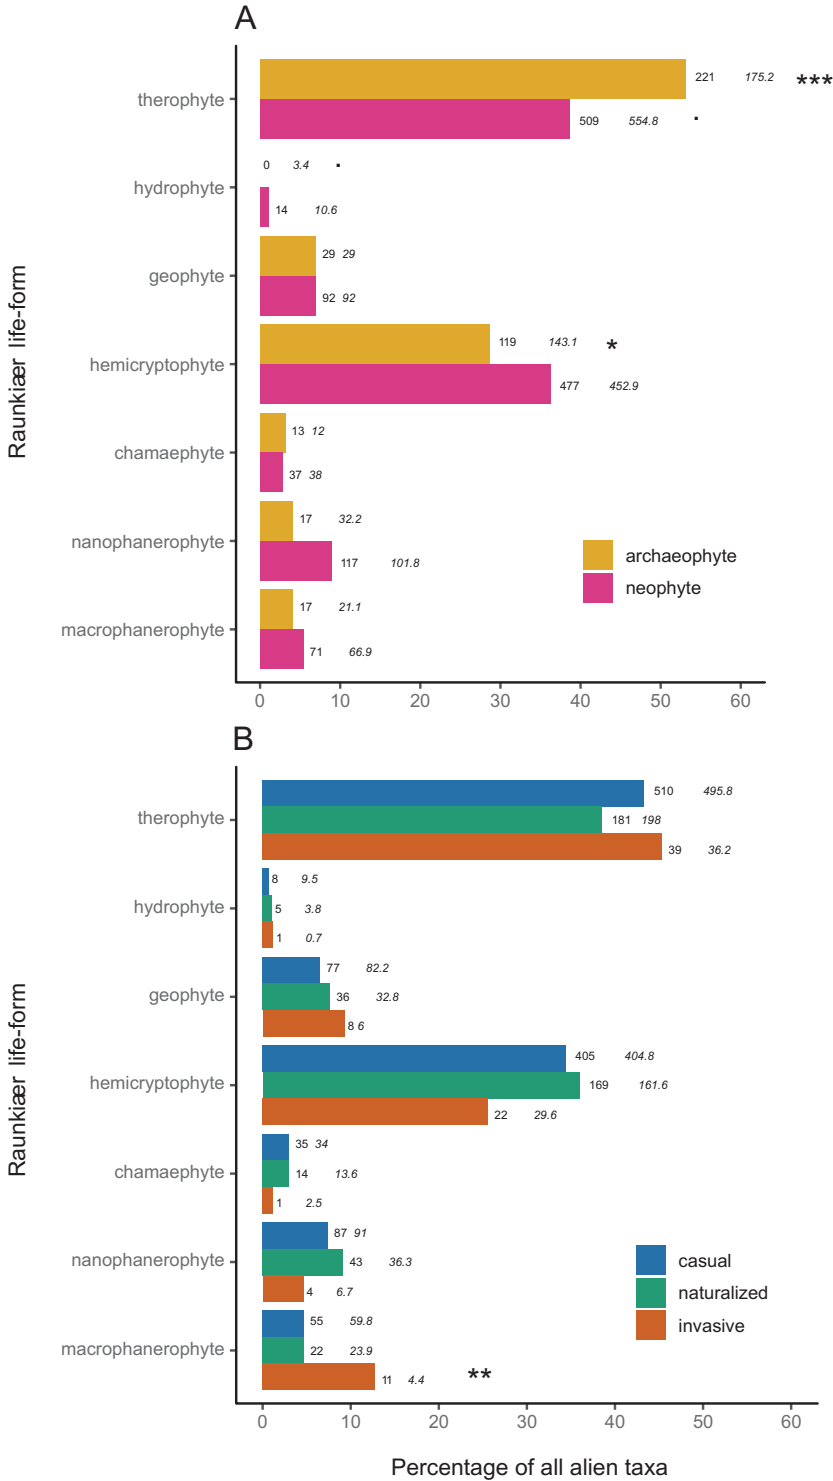 A
therophyte
221 175.2 ***
509 554.8 .
hydrophyte
0 3.4 .
14 10.6
geophyte
29 29
92 92
hemicryptophyte
119 143.1 *
477 452.9
chamaephyte
13 12
37 38
nanophanerophyte
17 32.2
117 101.8
macrophanerophyte
17 21.1
71 66.9
archaeophyte
neophyte
Raunkiær life-form
0 10 20 30 40 50 60
B
therophyte
510 495.8
181 198
39 36.2
hydrophyte
8 9.5
5 3.8
1 0.7
geophyte
77 82.2
36 32.8
8 6
hemicryptophyte
405 404.8
169 161.6
22 29.6
chamaephyte
35 34
14 13.6
1 2.5
nanophanerophyte
87 91
43 36.3
4 6.7
macrophanerophyte
55 59.8
22 23.9
11 4.4 **
casual
naturalized
invasive
Raunkiær life-form
0 10 20 30 40 50 60
Percentage of all alien taxa